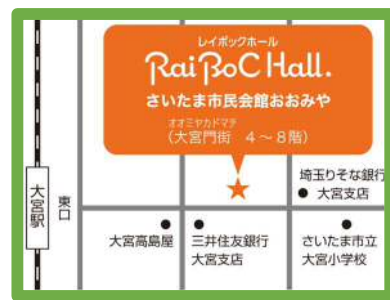 レイボックホール
RaiBoC Hall.
さいたま市民会館おおみや
オオミヤカドマチ
(大宮門街 4～8階)
埼玉りそな銀行
大宮支店
大宮駅
東口
大宮高島屋
三井住友銀行
大宮支店
さいたま市立
大宮小学校